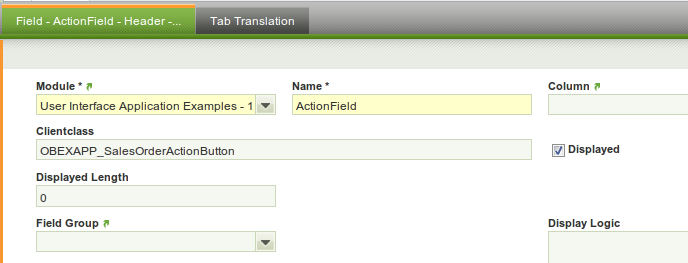 Field - ActionField - Header -...
Tab Translation
Module *
Name *
Column
User Interface Application Examples - 1
ActionField
Clientclass
OBEXAPP_SalesOrderActionButton
Displayed
Displayed Length
0
Field Group
Display Logic